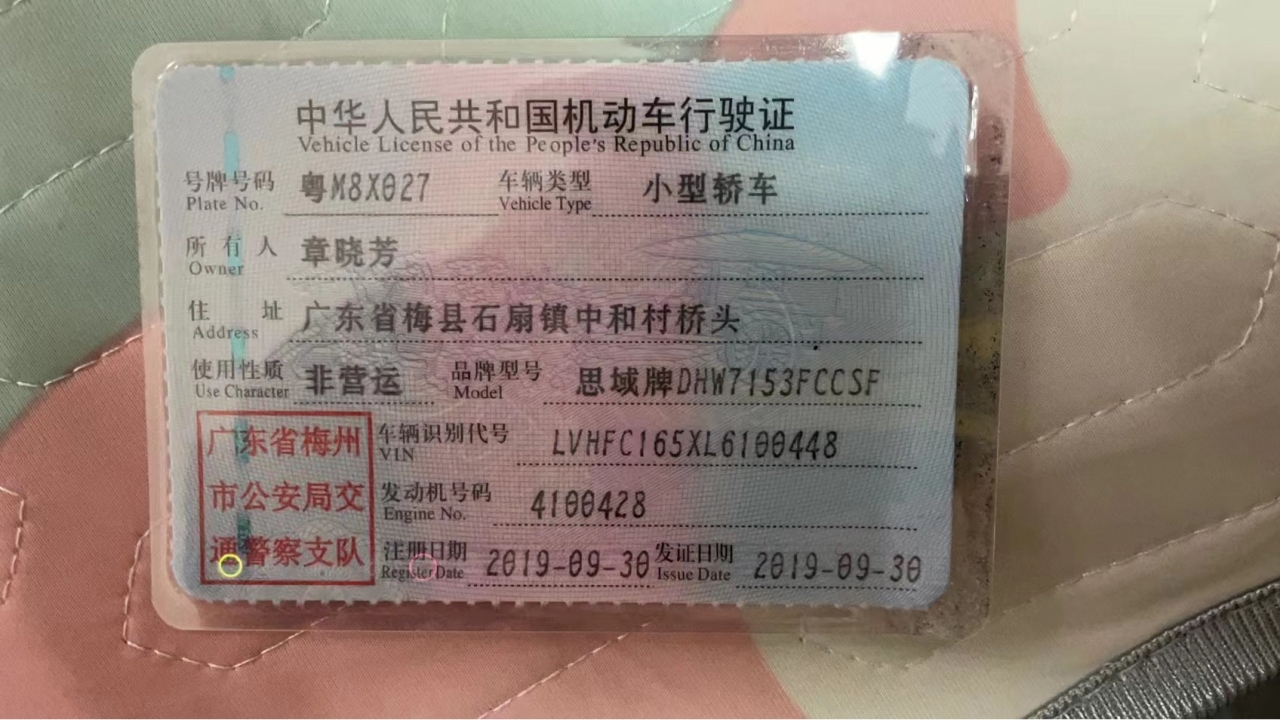 中华人民共和国机动车行驶证
Vehicle License of the People's Republic of China
号牌号码 粤M8X027 车辆类型 小型轿车
Plate No. Vehicle Type
所有人 章晓芳
Owner
住址 广东省梅县石扇镇中和村桥头
Address
使用性质 非营运 品牌型号 思域牌DHW7153FCCSF
Use Character Model
广东省梅州
市公安局交
通警察支队
车辆识别代号 LVHFC165XL6100448
VIN
发动机号码 4100428
Engine No.
注册日期 2019-09-30 发证日期 2019-09-30
Register Date Issue Date